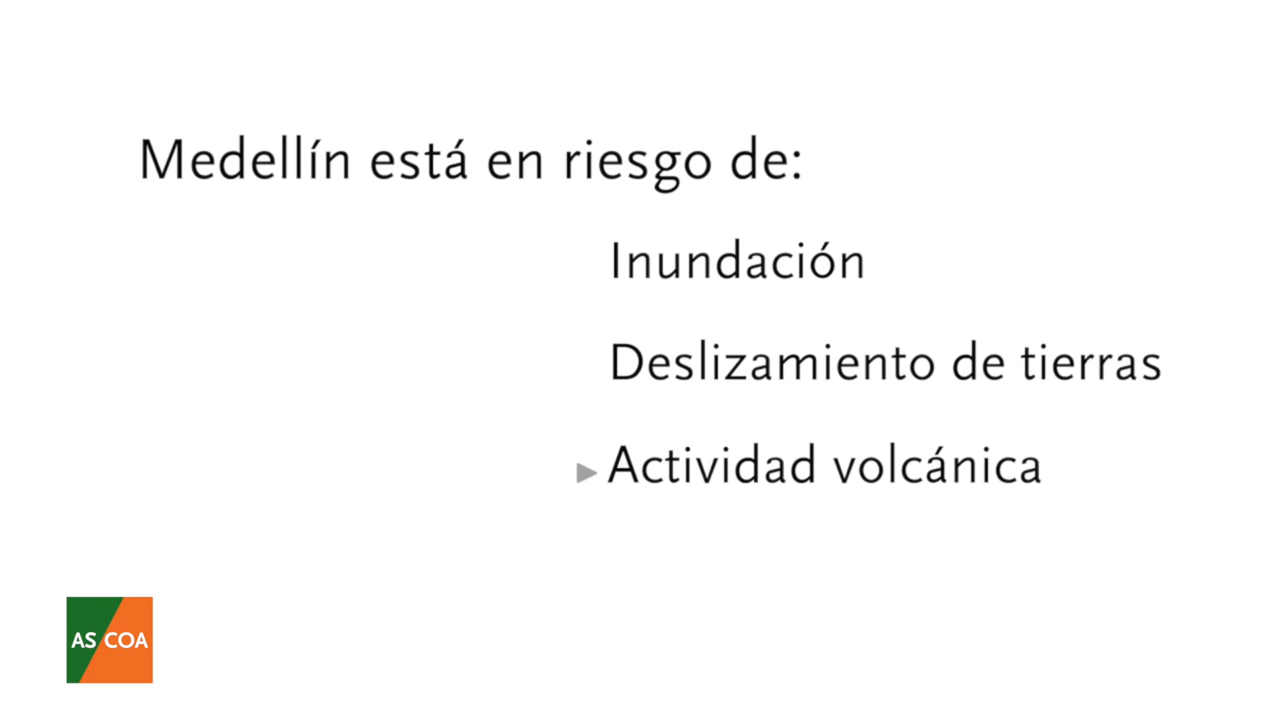 Medellín está en riesgo de:
Inundación
Deslizamiento de tierras
Actividad volcánica
AS COA